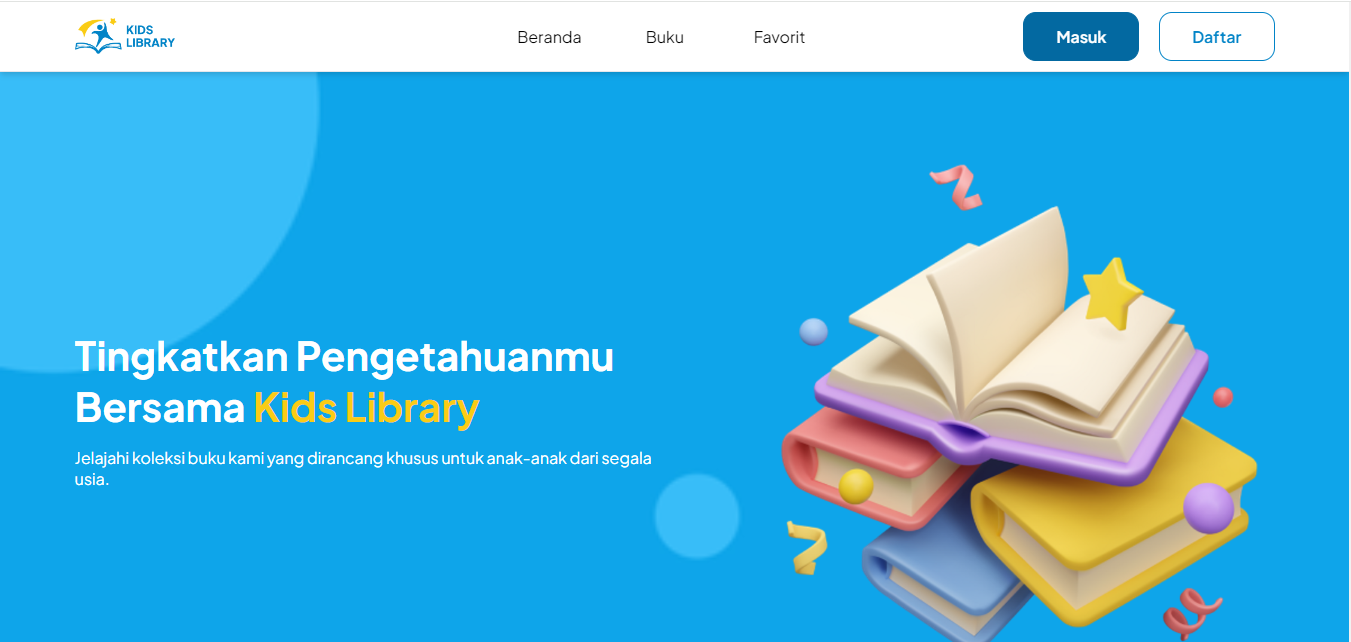 KIDS
LIBRARY
Beranda
Buku
Favorit
Masuk
Daftar
Tingkatkan Pengetahuanmu
Bersama Kids Library
Jelajahi koleksi buku kami yang dirancang khusus untuk anak-anak dari segala
usia.